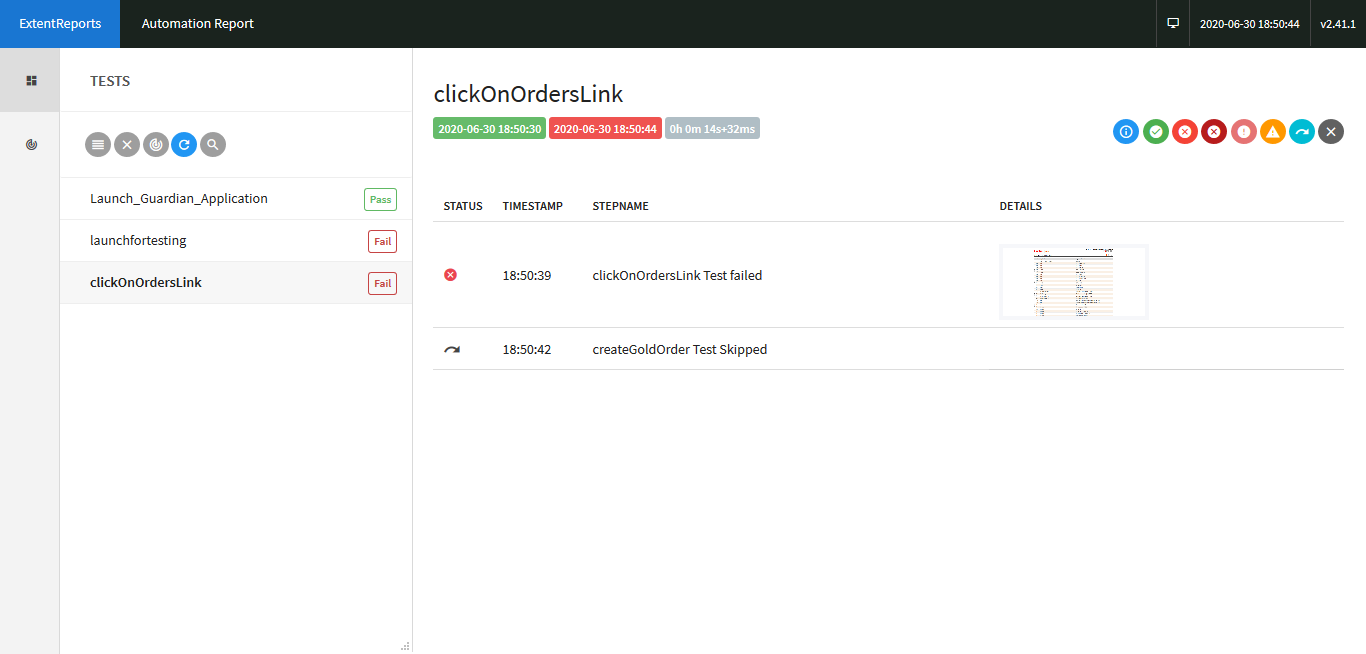 ExtentReports Automation Report 2020-06-30 18:50:44 v2.41.1
TESTS
Launch_Guardian_Application Pass
launchfortesting Fail
clickOnOrdersLink Fail
clickOnOrdersLink
2020-06-30 18:50:30 2020-06-30 18:50:44 0h 0m 14s+32ms
STATUS TIMESTAMP STEPNAME DETAILS
18:50:39 clickOnOrdersLink Test failed
18:50:42 createGoldOrder Test Skipped